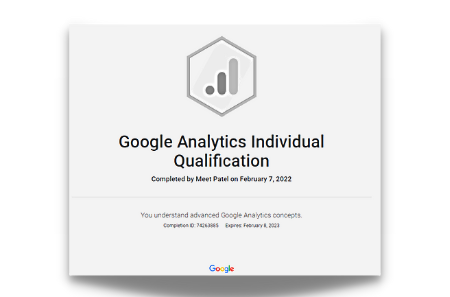 Google Analytics Individual
Qualification
Completed by Meet Patel on February 7, 2022
You understand advanced Google Analytics concepts.
Completion ID: 74263895 Expires: February 8, 2023
Google